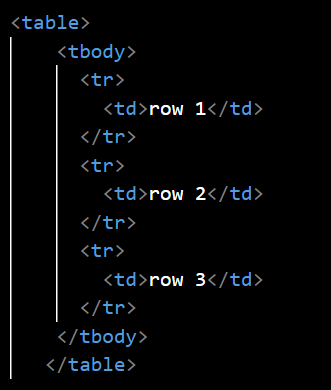 <table>
<tbody>
<tr>
<td>row 1</td>
</tr>
<tr>
<td>row 2</td>
</tr>
<tr>
<td>row 3</td>
</tr>
</tbody>
</table>